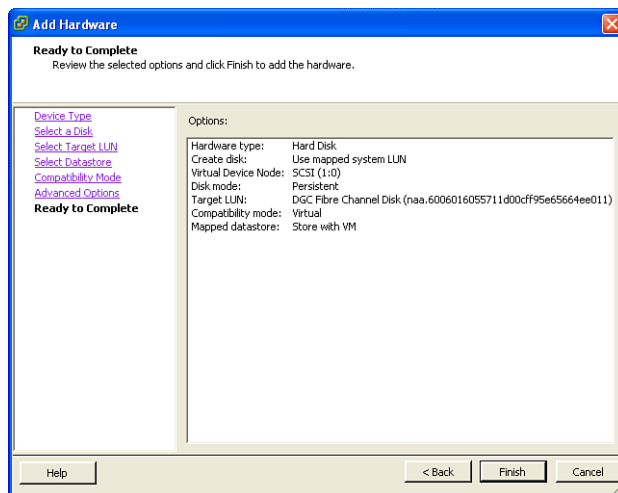 Add Hardware
Ready to Complete
Review the selected options and click Finish to add the hardware.
Device Type
Select a Disk
Select Target LUN
Select Datastore
Compatibility Mode
Advanced Options
Ready to Complete
Options:
Hardware type: Hard Disk
Create disk: Use mapped system LUN
Virtual Device Node: SCSI (1:0)
Disk mode: Persistent
Target LUN: DGC Fibre Channel Disk (naa.6006016055711d00cff95e65664ee011)
Compatibility mode: Virtual
Mapped datastore: Store with VM
Help
< Back
Finish
Cancel